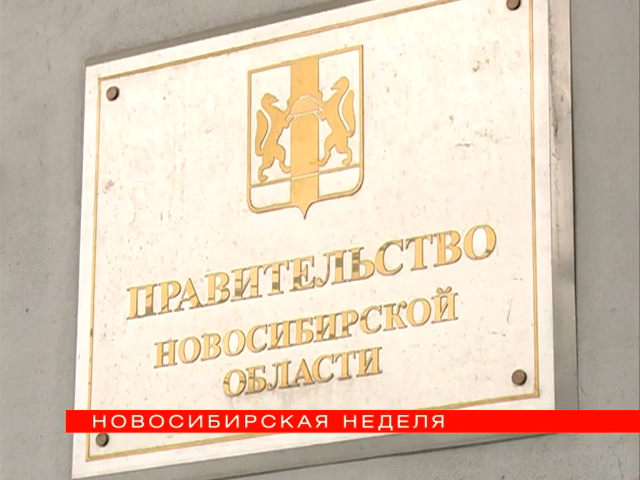 ПРАВИТЕЛЬСТВО
НОВОСИБИРСКОЙ
ОБЛАСТИ
НОВОСИБИРСКАЯ НЕДЕЛЯ